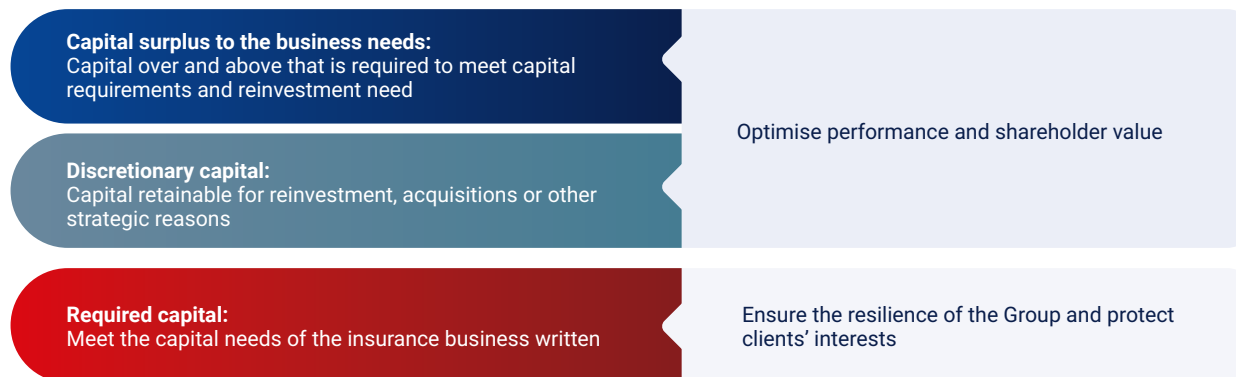 Capital surplus to the business needs:
Capital over and above that is required to meet capital
requirements and reinvestment need
Optimise performance and shareholder value
Discretionary capital:
Capital retainable for reinvestment, acquisitions or other
strategic reasons
Required capital:
Meet the capital needs of the insurance business written
Ensure the resilience of the Group and protect
clients’ interests